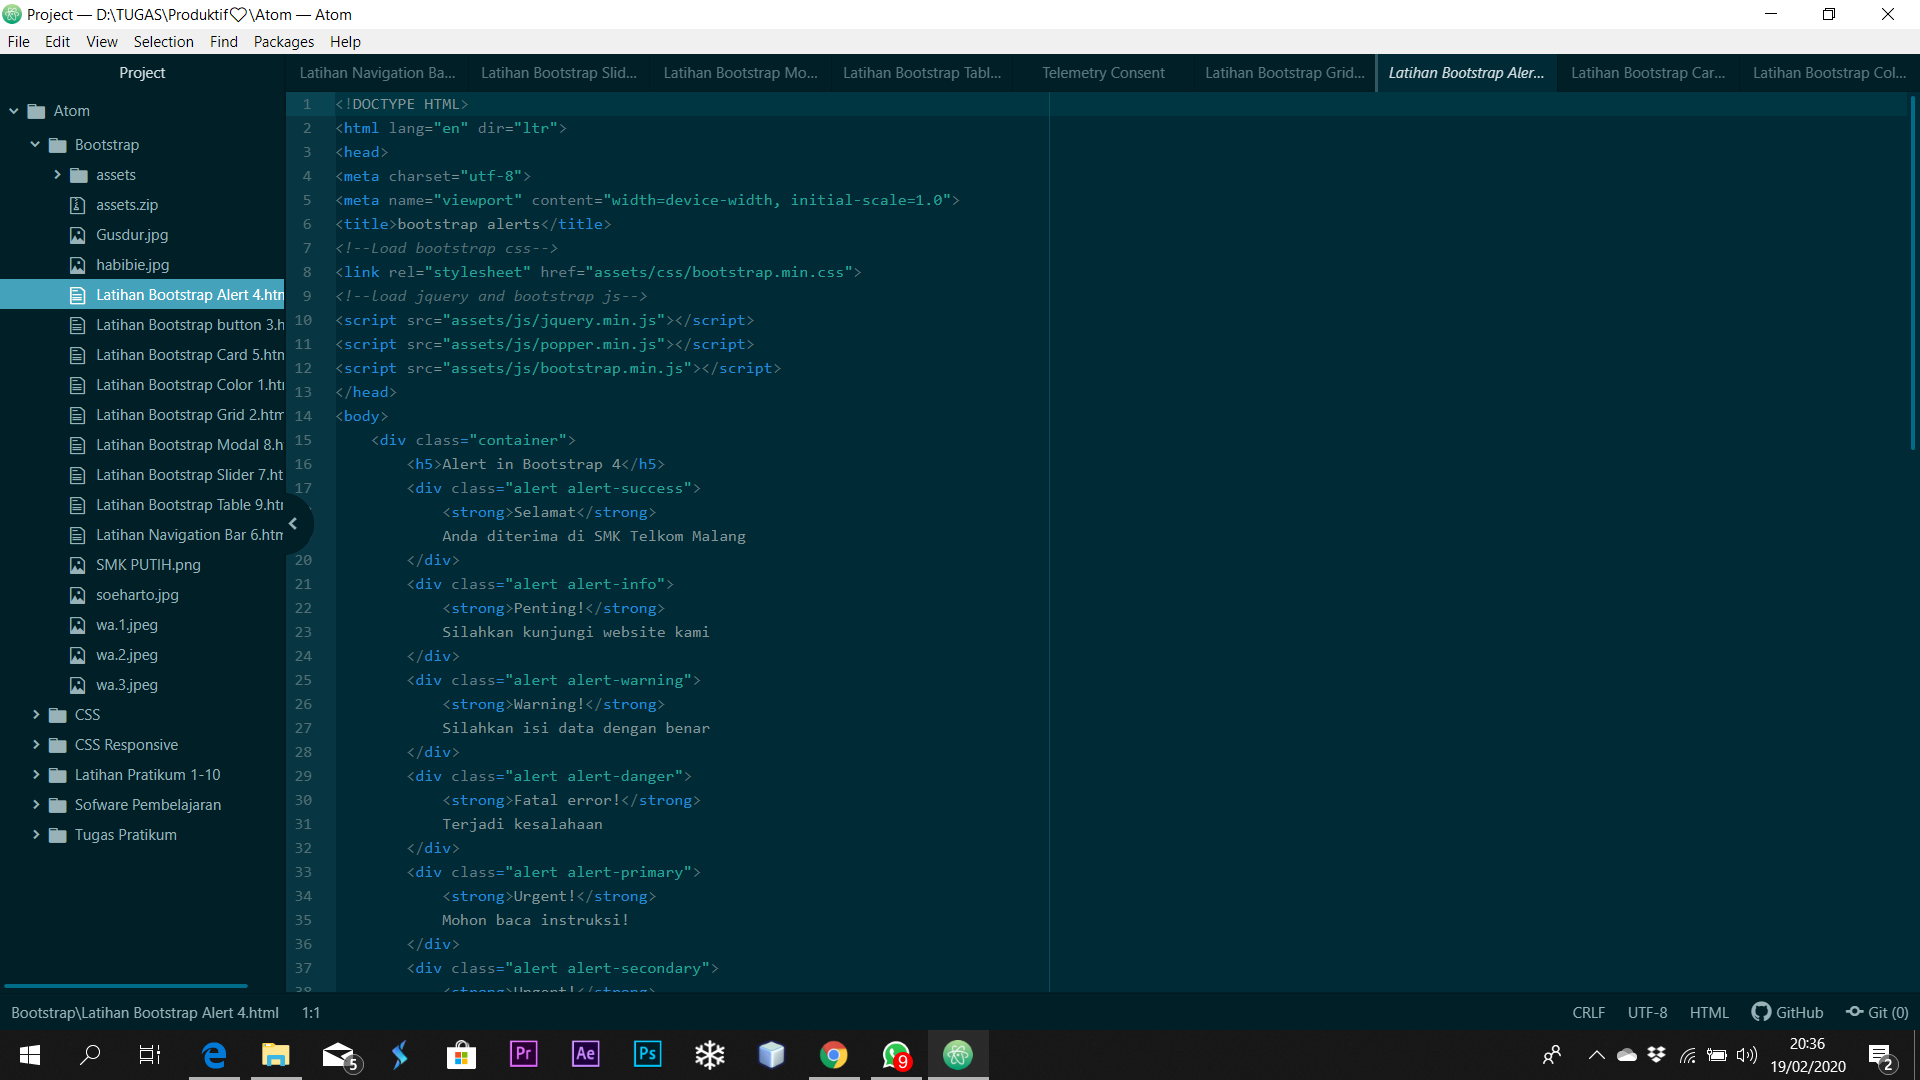 Project — D:\TUGAS\Produktif♡\Atom — Atom
File Edit View Selection Find Packages Help
Project
Latihan Navigation Ba... Latihan Bootstrap Slid... Latihan Bootstrap Mo... Latihan Bootstrap Tabl... Telemetry Consent Latihan Bootstrap Grid... Latihan Bootstrap Aler... Latihan Bootstrap Car... Latihan Bootstrap Col...
Atom
Bootstrap
assets
assets.zip
Gusdur.jpg
habibie.jpg
Latihan Bootstrap Alert 4.htm
Latihan Bootstrap button 3.h
Latihan Bootstrap Card 5.htm
Latihan Bootstrap Color 1.htm
Latihan Bootstrap Grid 2.htm
Latihan Bootstrap Modal 8.h
Latihan Bootstrap Slider 7.ht
Latihan Bootstrap Table 9.htm
Latihan Navigation Bar 6.htm
SMK PUTIH.png
soeharto.jpg
wa.1.jpeg
wa.2.jpeg
wa.3.jpeg
CSS
CSS Responsive
Latihan Pratikum 1-10
Sofware Pembelajaran
Tugas Pratikum
1 <!DOCTYPE HTML>
2 <html lang="en" dir="ltr">
3 <head>
4 <meta charset="utf-8">
5 <meta name="viewport" content="width=device-width, initial-scale=1.0">
6 <title>bootstrap alerts</title>
7 <!--Load bootstrap css-->
8 <link rel="stylesheet" href="assets/css/bootstrap.min.css">
9 <!--load jquery and bootstrap js-->
10 <script src="assets/js/jquery.min.js"></script>
11 <script src="assets/js/popper.min.js"></script>
12 <script src="assets/js/bootstrap.min.js"></script>
13 </head>
14 <body>
15 <div class="container">
16 <h5>Alert in Bootstrap 4</h5>
17 <div class="alert alert-success">
<strong>Selamat</strong>
Anda diterima di SMK Telkom Malang
20 </div>
21 <div class="alert alert-info">
22 <strong>Penting!</strong>
23 Silahkan kunjungi website kami
24 </div>
25 <div class="alert alert-warning">
26 <strong>Warning!</strong>
27 Silahkan isi data dengan benar
28 </div>
29 <div class="alert alert-danger">
30 <strong>Fatal error!</strong>
31 Terjadi kesalahaan
32 </div>
33 <div class="alert alert-primary">
34 <strong>Urgent!</strong>
35 Mohon baca instruksi!
36 </div>
37 <div class="alert alert-secondary">
38 <strong>Urgent!</strong>
Bootstrap\Latihan Bootstrap Alert 4.html 1:1 CRLF UTF-8 HTML GitHub Git (0)
5 Pr Ae Ps 9 20:36
19/02/2020 2